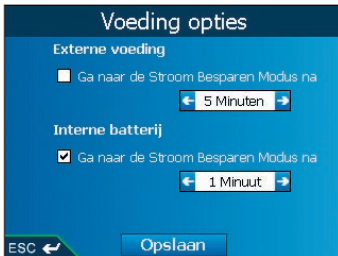 Voeding opties
Externe voeding
Ga naar de Stroom Besparen Modus na
5 Minuten
Interne batterij
Ga naar de Stroom Besparen Modus na
1 Minuut
ESC Opslaan